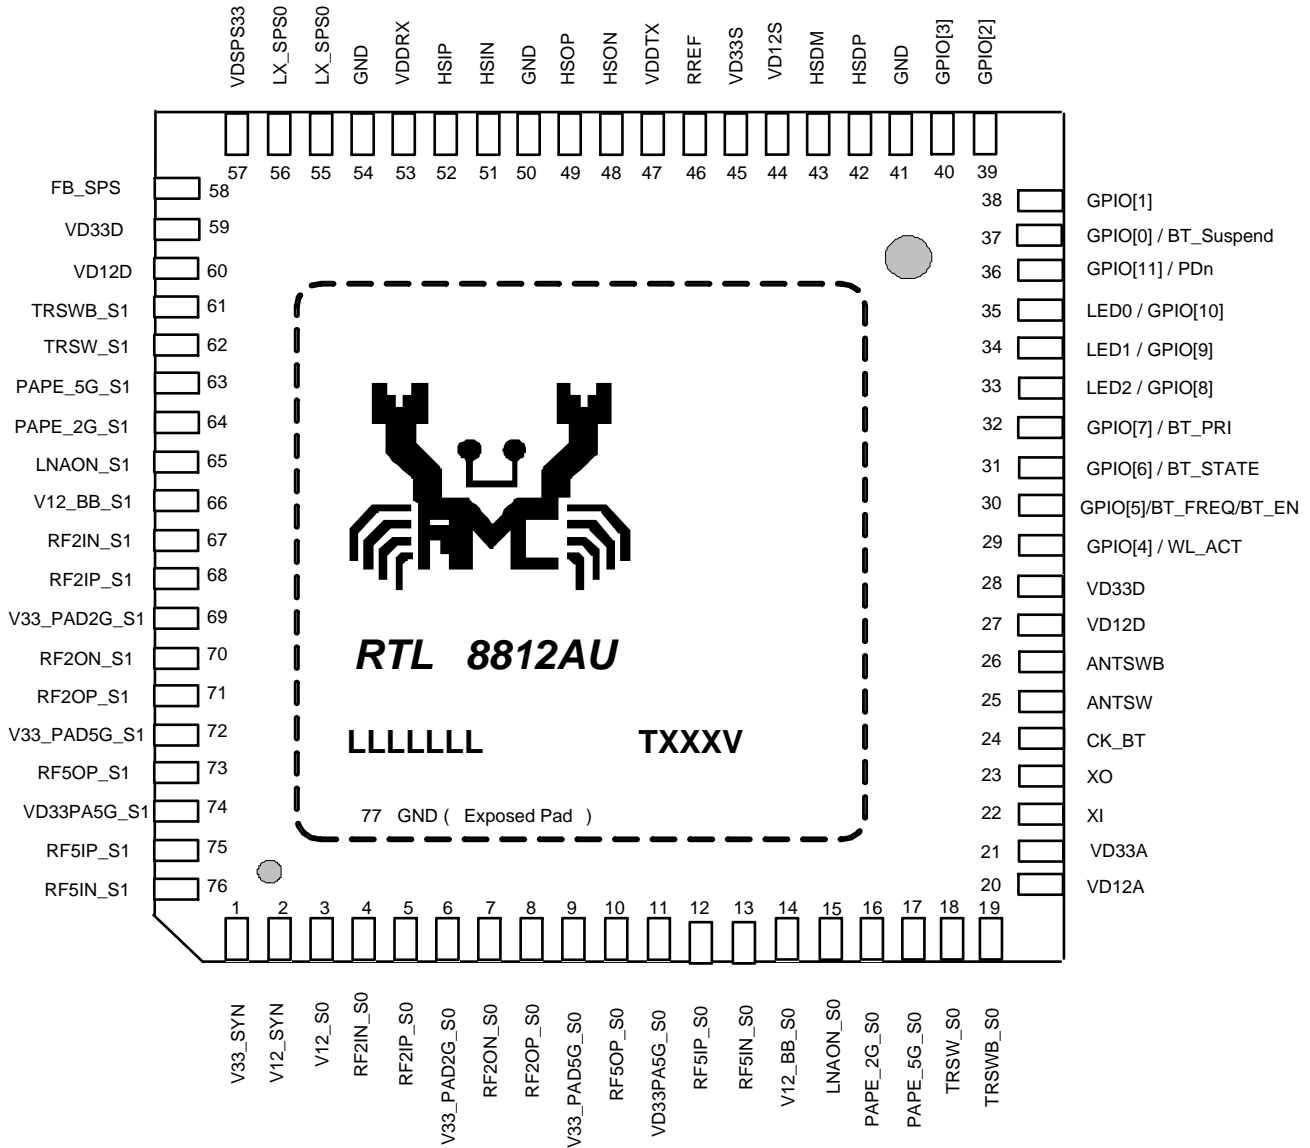 VDSPS33
LX_SPS0
LX_SPS0
GND
VDDRX
HSIP
HSIN
GND
HSOP
HSON
VDDTX
RREF
VD33S
VD12S
HSDM
HSDP
GND
GPIO[3]
GPIO[2]
57 56 55 54 53 52 51 50 49 48 47 46 45 44 43 42 41 40 39
FB_SPS 58
VD33D 59
VD12D 60
TRSWB_S1 61
TRSW_S1 62
PAPE_5G_S1 63
PAPE_2G_S1 64
LNAON_S1 65
V12_BB_S1 66
RF2IN_S1 67
RF2IP_S1 68
V33_PAD2G_S1 69
RF2ON_S1 70
RF2OP_S1 71
V33_PAD5G_S1 72
RF5OP_S1 73
VD33PA5G_S1 74
RF5IP_S1 75
RF5IN_S1 76
38 GPIO[1]
37 GPIO[0] / BT_Suspend
36 GPIO[11] / PDn
35 LED0 / GPIO[10]
34 LED1 / GPIO[9]
33 LED2 / GPIO[8]
32 GPIO[7] / BT_PRI
31 GPIO[6] / BT_STATE
30 GPIO[5]/BT_FREQ/BT_EN
29 GPIO[4] / WL_ACT
28 VD33D
27 VD12D
26 ANTSWB
25 ANTSW
24 CK_BT
23 XO
22 XI
21 VD33A
20 VD12A
RTL 8812AU
LLLLLLL TXXXV
77 GND ( Exposed Pad )
1 2 3 4 5 6 7 8 9 10 11 12 13 14 15 16 17 18 19
V33_SYN
V12_SYN
V12_S0
RF2IN_S0
RF2IP_S0
V33_PAD2G_S0
RF2ON_S0
RF2OP_S0
V33_PAD5G_S0
RF5OP_S0
VD33PA5G_S0
RF5IP_S0
RF5IN_S0
V12_BB_S0
LNAON_S0
PAPE_2G_S0
PAPE_5G_S0
TRSW_S0
TRSWB_S0